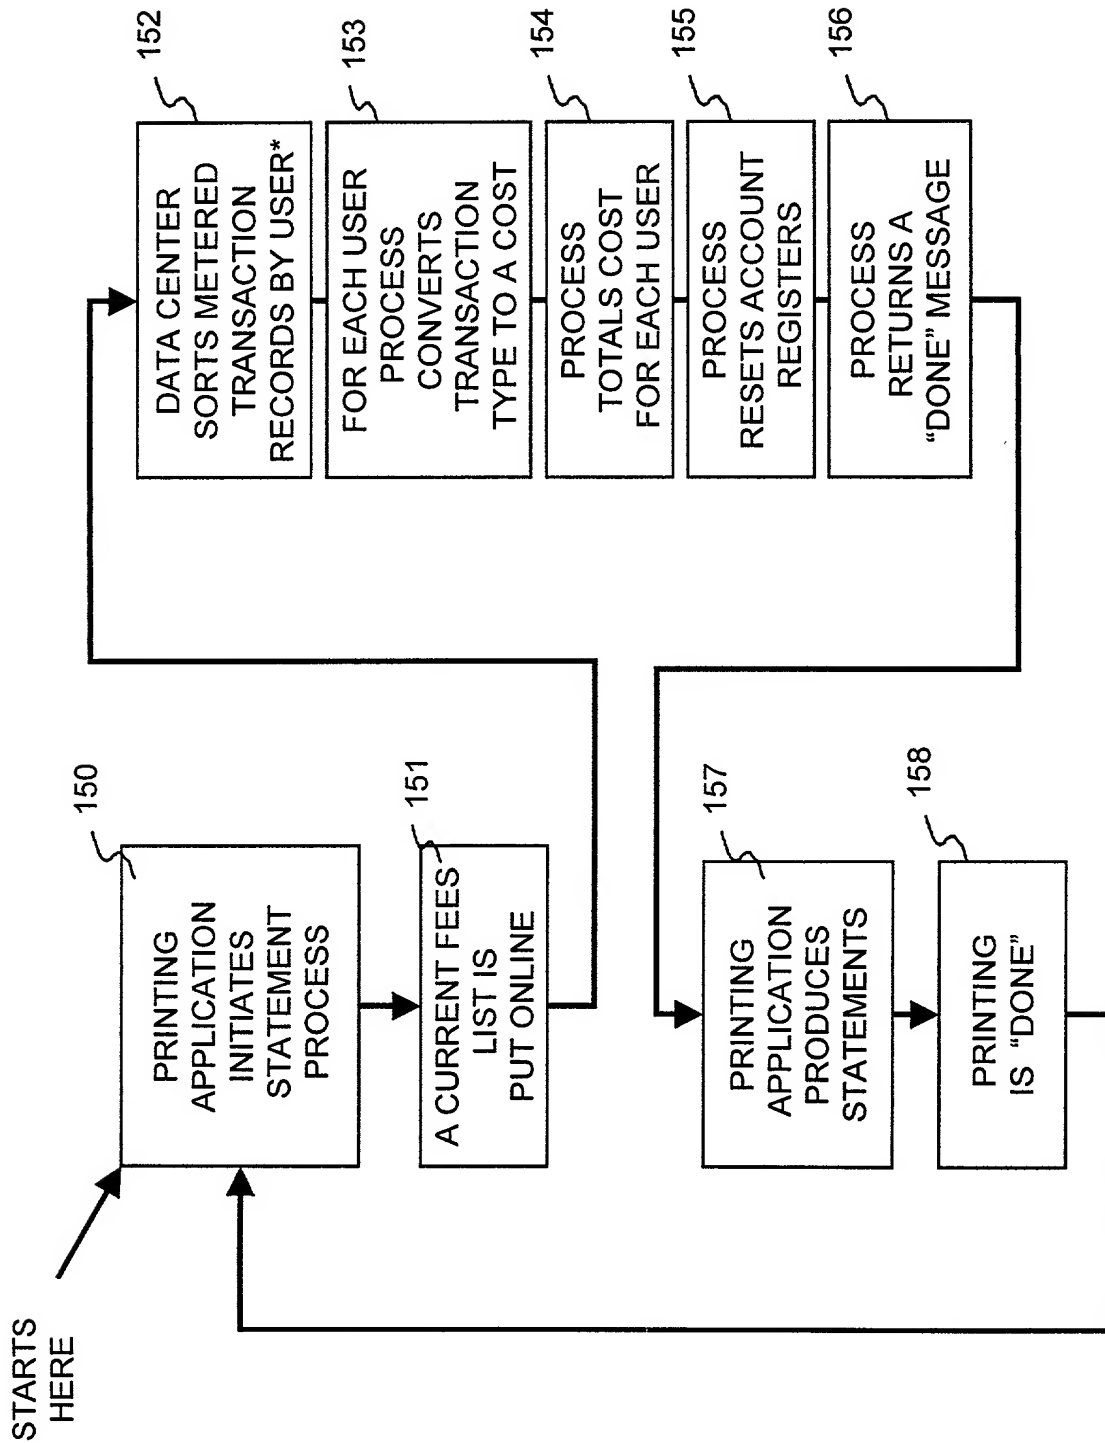 STARTS
HERE
150
PRINTING
APPLICATION
INITIATES
STATEMENT
PROCESS
151
A CURRENT FEES
LIST IS
PUT ONLINE
152
DATA CENTER
SORTS METERED
TRANSACTION
RECORDS BY USER*
153
FOR EACH USER
PROCESS
CONVERTS
TRANSACTION
TYPE TO A COST
154
PROCESS
TOTALS COST
FOR EACH USER
155
PROCESS
RESETS ACCOUNT
REGISTERS
156
PROCESS
RETURNS A
“DONE” MESSAGE
157
PRINTING
APPLICATION
PRODUCES
STATEMENTS
158
PRINTING
IS “DONE”